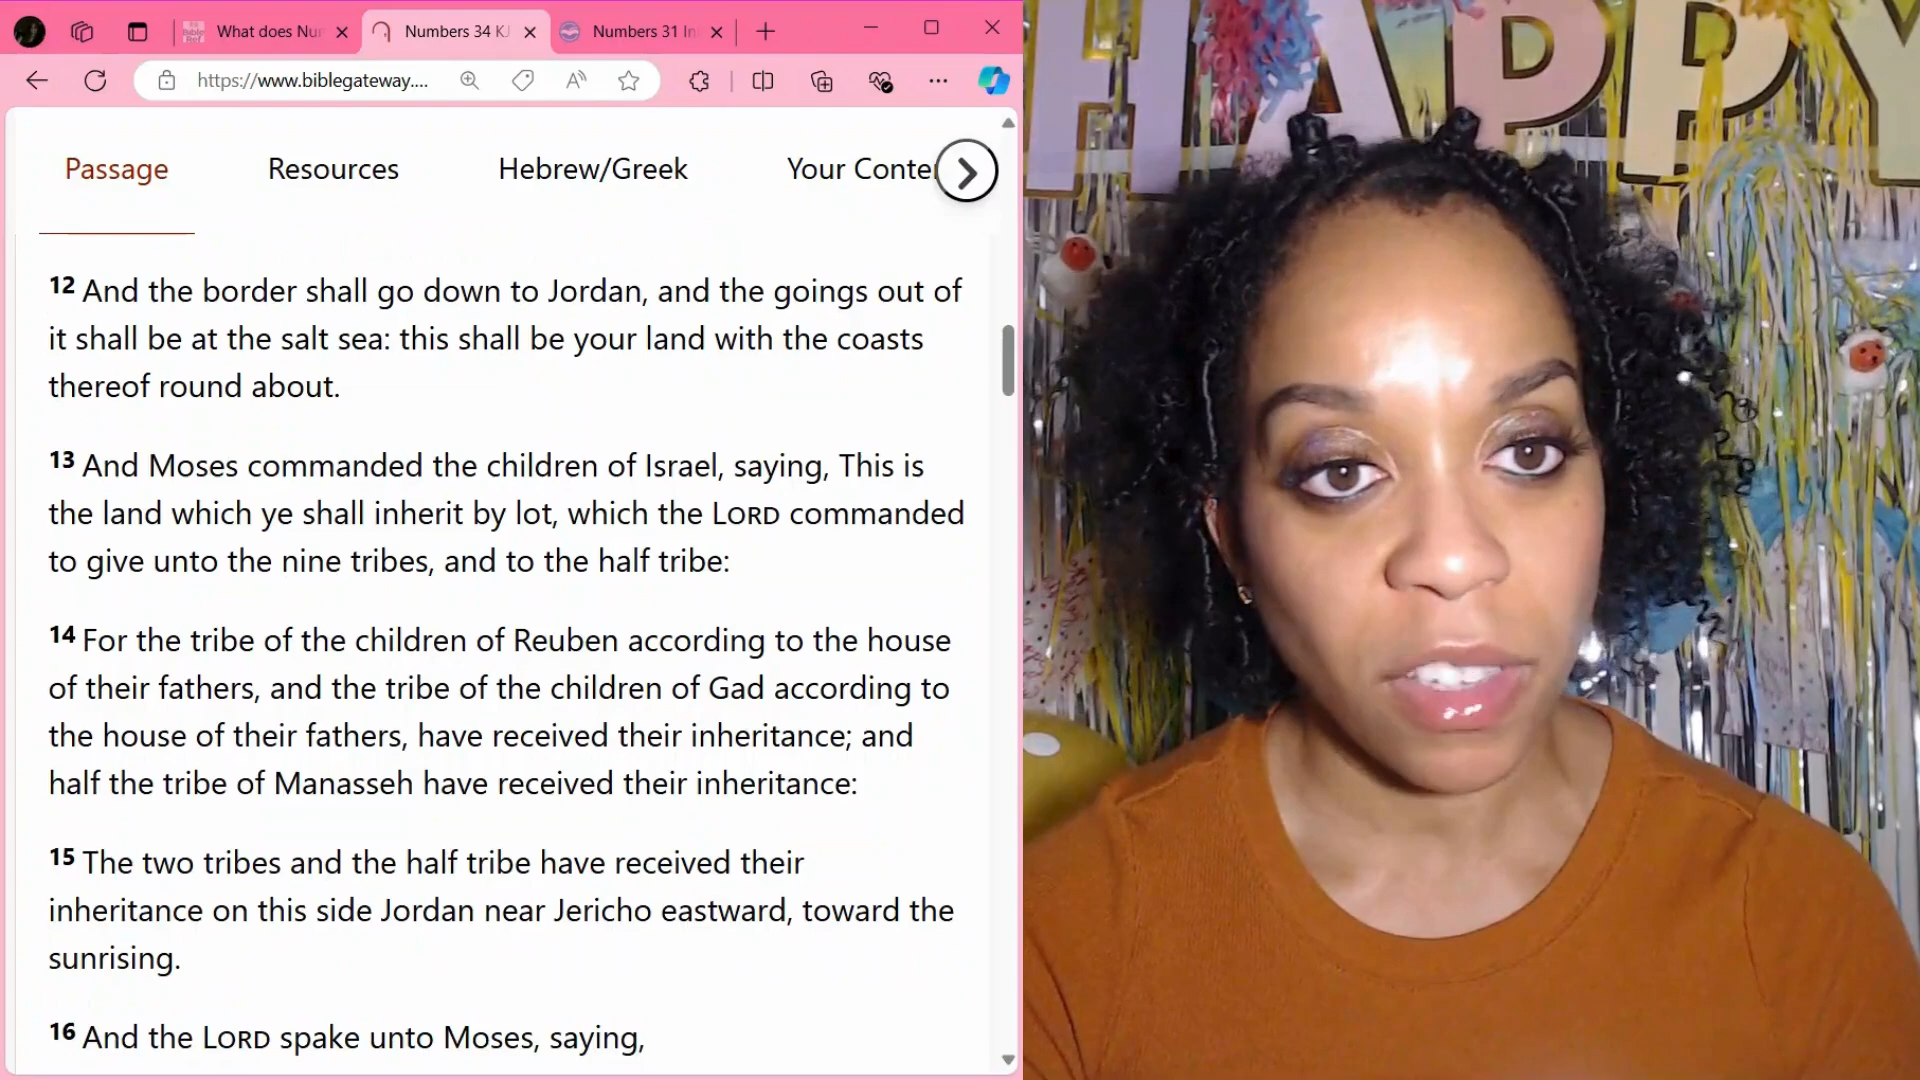 What does Nu
Numbers 34 KJ
Numbers 31 In
https://www.biblegateway....
Passage
Resources
Hebrew/Greek
Your Conte
12 And the border shall go down to Jordan, and the goings out of
it shall be at the salt sea: this shall be your land with the coasts
thereof round about.
13 And Moses commanded the children of Israel, saying, This is
the land which ye shall inherit by lot, which the LORD commanded
to give unto the nine tribes, and to the half tribe:
14 For the tribe of the children of Reuben according to the house
of their fathers, and the tribe of the children of Gad according to
the house of their fathers, have received their inheritance; and
half the tribe of Manasseh have received their inheritance:
15 The two tribes and the half tribe have received their
inheritance on this side Jordan near Jericho eastward, toward the
sunrising.
16 And the LORD spake unto Moses, saying,
HAPPY